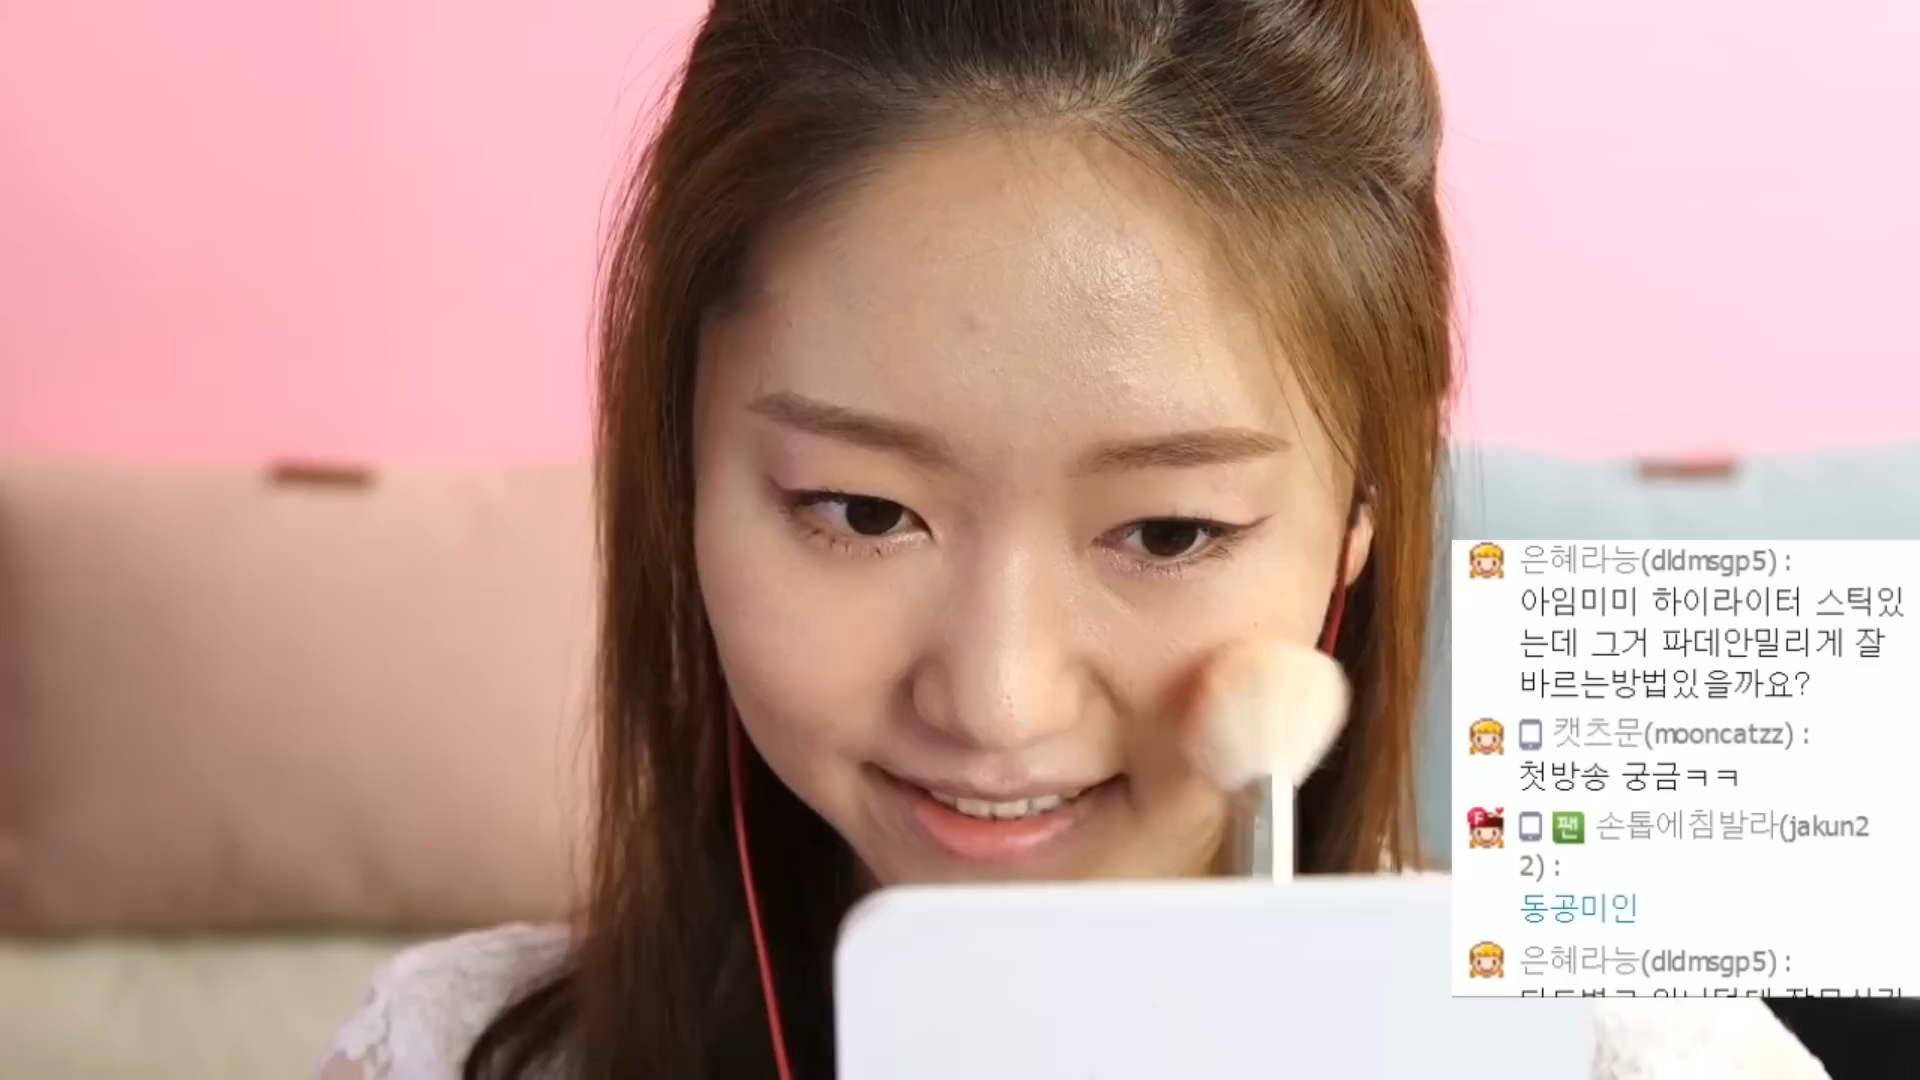 은혜라능(dldmsgp5) :
아임미미 하이라이터 스틱있
는데 그거 파데안밀리게 잘
바르는방법있을까요?
캣츠문(mooncatzz) :
첫방송 궁금ㅋㅋ
F 팬 손톱에침발라(jakun2
2) :
동공미인
은혜라능(dldmsgp5) :